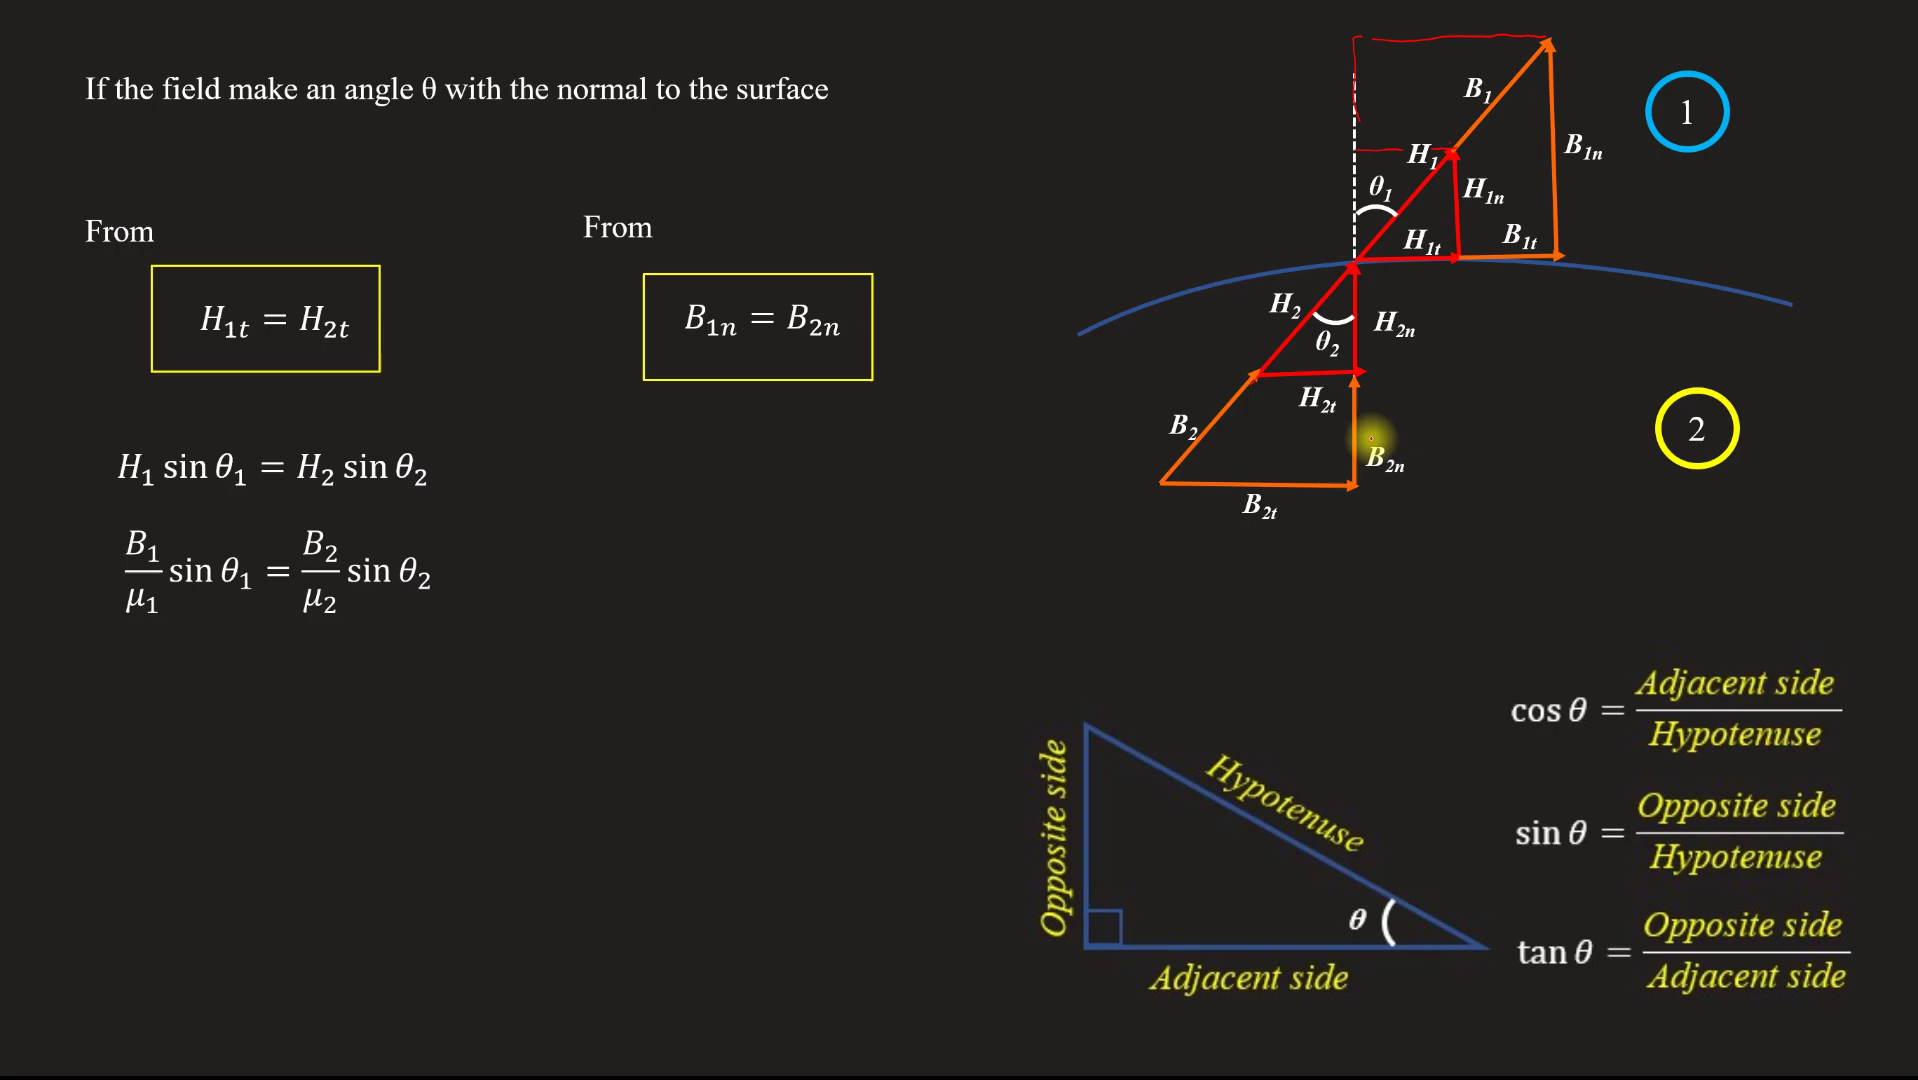 If the field make an angle θ with the normal to the surface
From
H₁ₜ = H₂ₜ
H₁ sin θ₁ = H₂ sin θ₂
B₁/μ₁ sin θ₁ = B₂/μ₂ sin θ₂
From
B₁ₙ = B₂ₙ
B₁
1
B₁ₙ
H₁
θ₁
H₁ₙ
H₁ₜ
B₁ₜ
H₂
H₂ₙ
θ₂
H₂ₜ
2
B₂
B₂ₙ
B₂ₜ
Opposite side
Hypotenuse
θ
Adjacent side
cos θ = Adjacent side / Hypotenuse
sin θ = Opposite side / Hypotenuse
tan θ = Opposite side / Adjacent side